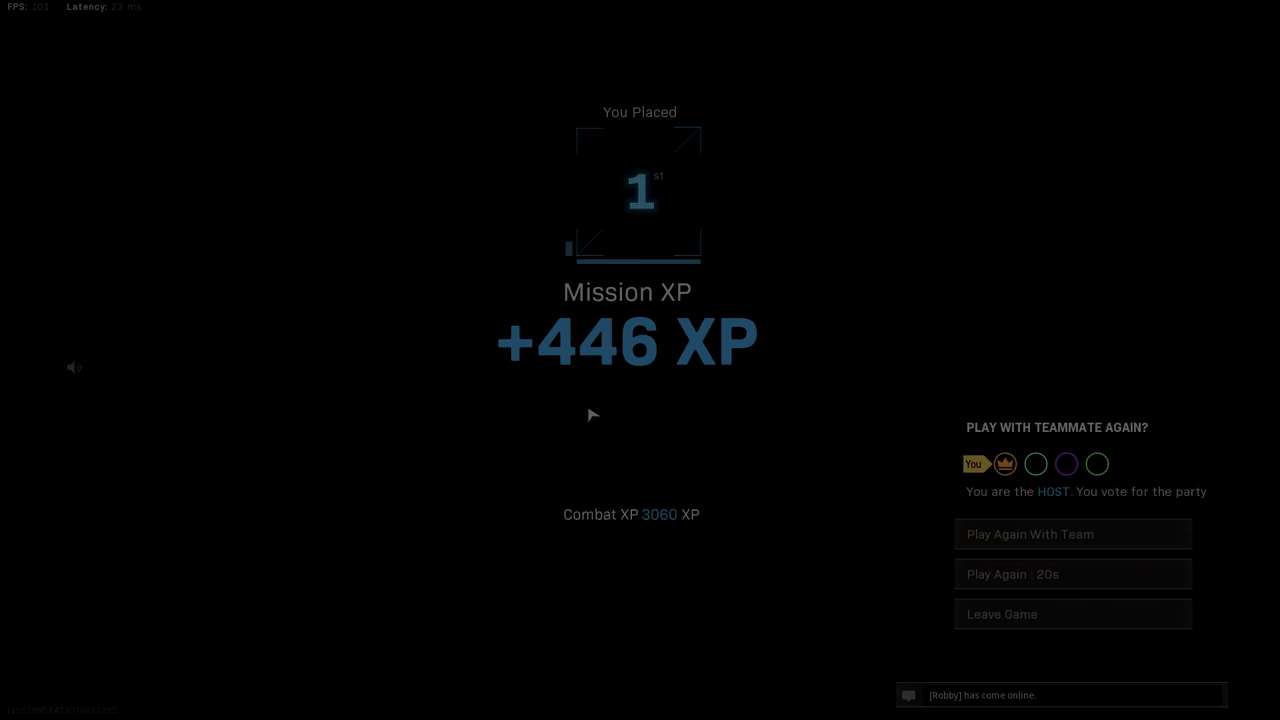 FPS: 101 Latency: 23 ms
You Placed
1st
Mission XP
+446 XP
Combat XP 3060 XP
PLAY WITH TEAMMATE AGAIN?
You
You are the HOST. You vote for the party
Play Again With Team
Play Again : 20s
Leave Game
[Robby] has come online.